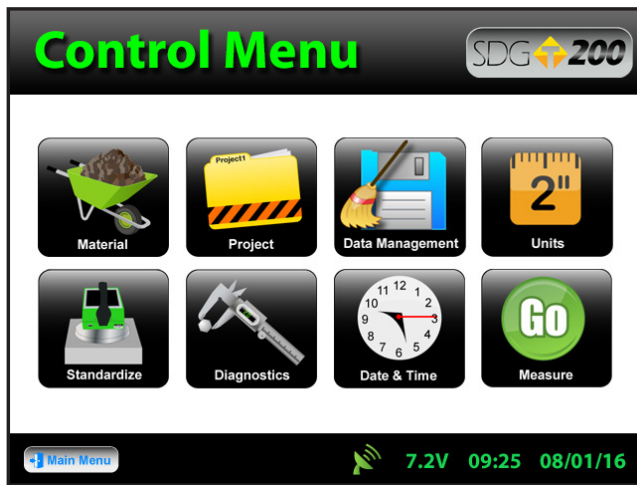 Control Menu
SDG T 200
Project1
2"
Material
Project
Data Management
Units
11 12 1
10 2
9 3
8 4
7 6 5
Go
Standardize
Diagnostics
Date & Time
Measure
Main Menu
7.2V 09:25 08/01/16